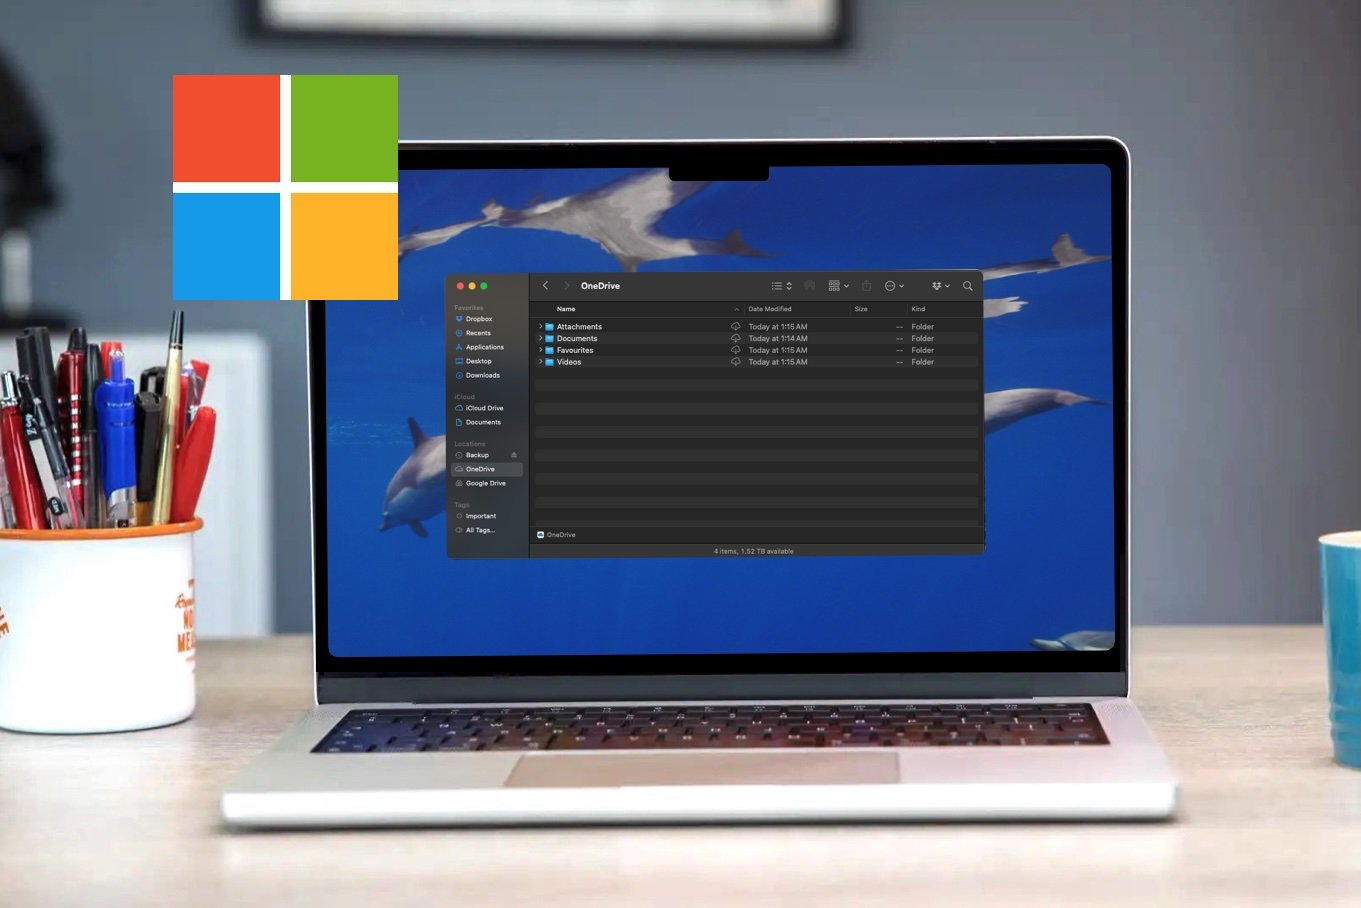 OneDrive
Name
Date Modified
Size
Kind
Favorites
Dropbox
Recents
Applications
Desktop
Downloads
iCloud
iCloud Drive
Documents
Locations
Backup
OneDrive
Google Drive
Tags
Important
All Tags...
Attachments Today at 1:15 AM -- Folder
Documents Today at 1:14 AM -- Folder
Favourites Today at 1:15 AM -- Folder
Videos Today at 1:15 AM -- Folder
OneDrive
4 items, 1.52 TB available